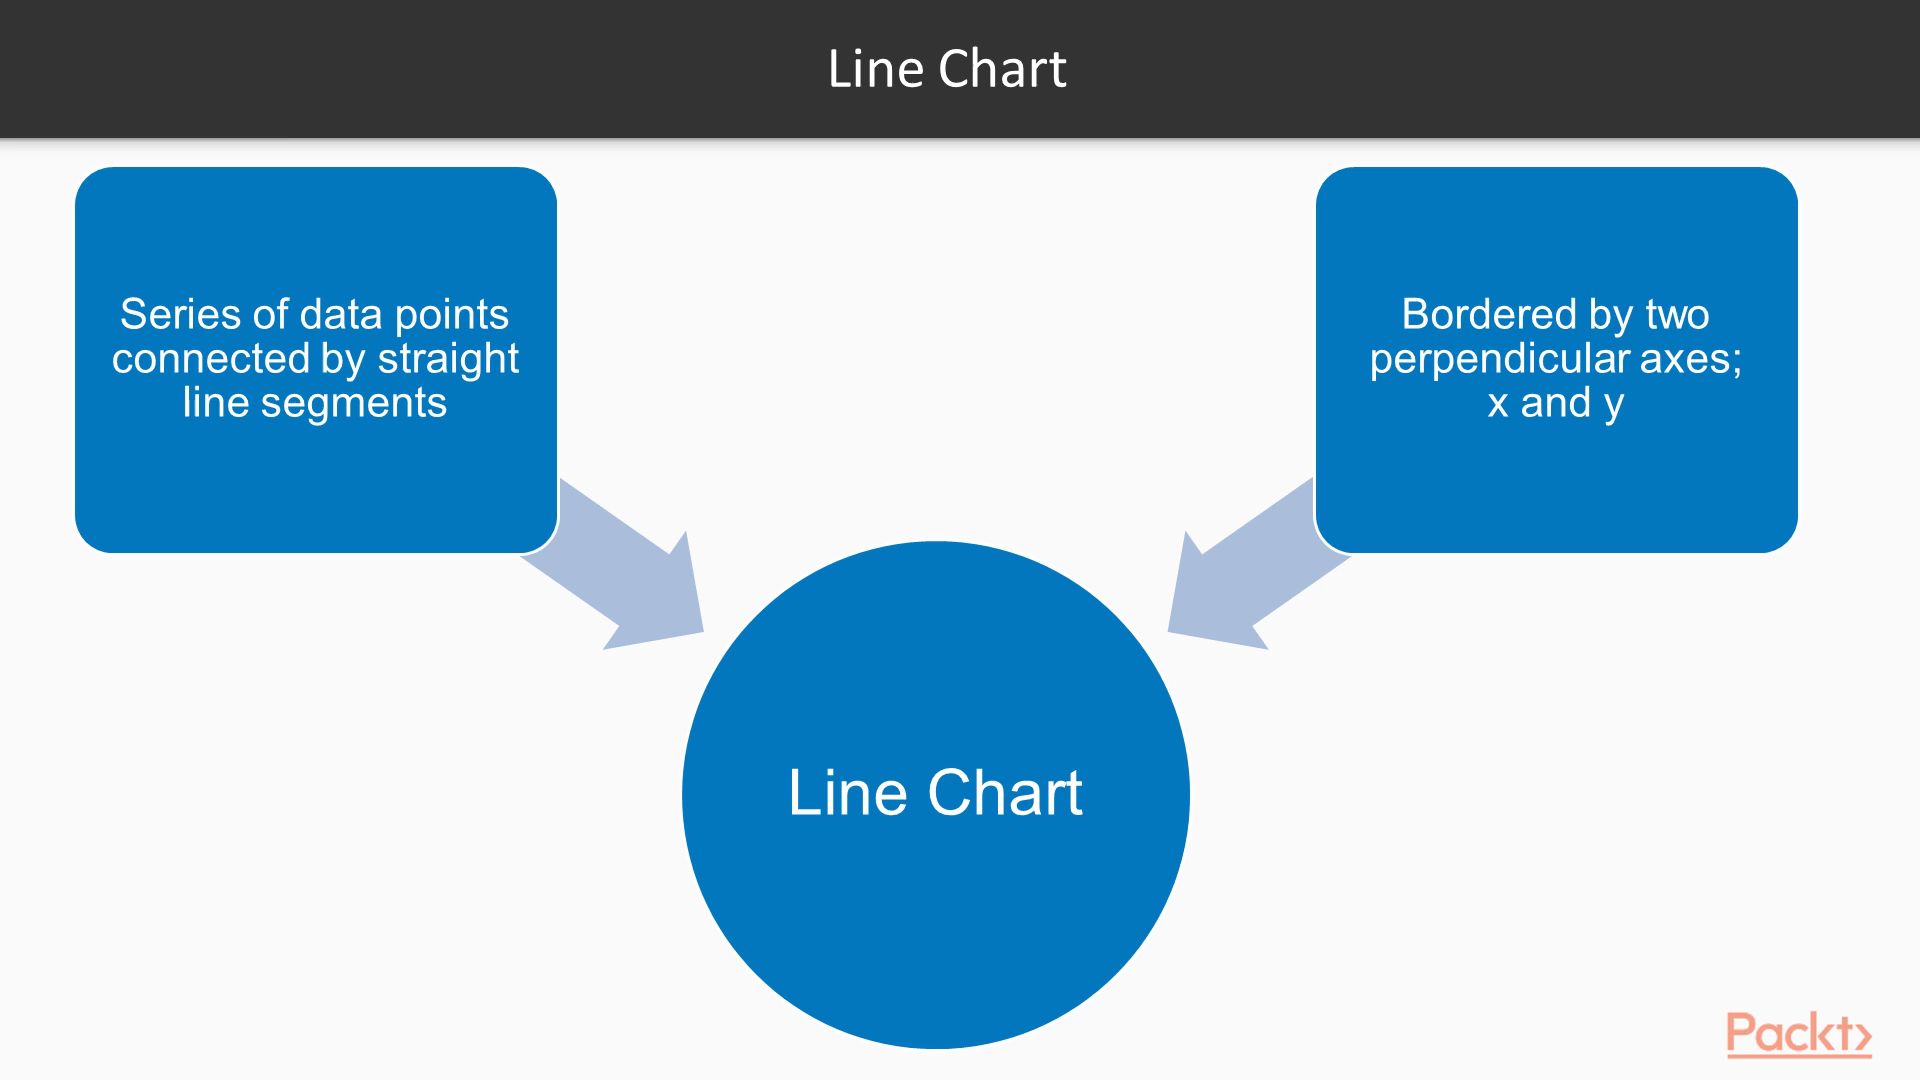 Line Chart
Series of data points
connected by straight
line segments
Bordered by two
perpendicular axes;
x and y
Line Chart
Packt>